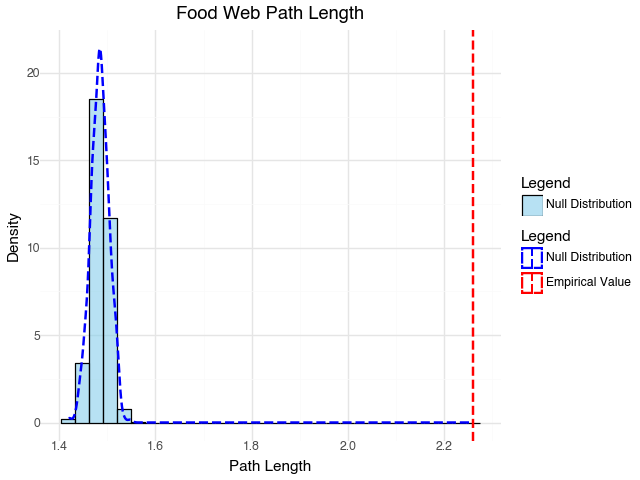 Food Web Path Length
20
15
10
5
0
Density
1.4
1.6
1.8
2.0
2.2
Path Length
Legend
Null Distribution
Legend
Null Distribution
Empirical Value